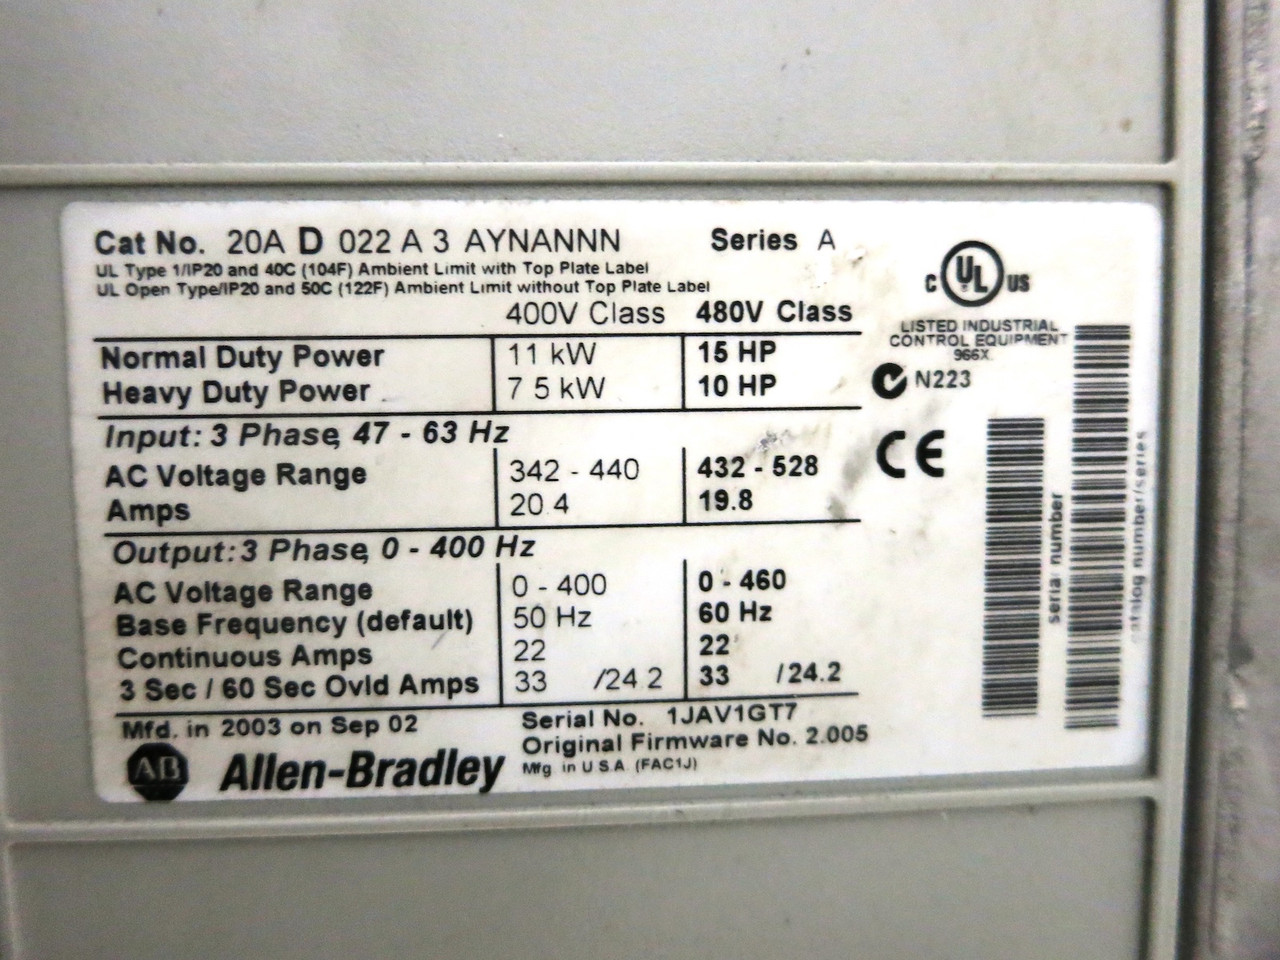 Cat No. 20A D 022 A 3 AYNANNN Series A
UL Type 1/IP20 and 40C (104F) Ambient Limit with Top Plate Label
UL Open Type/IP20 and 50C (122F) Ambient Limit without Top Plate Label
400V Class 480V Class
Normal Duty Power 11 kW 15 HP
Heavy Duty Power 7 5 kW 10 HP
Input: 3 Phase, 47 - 63 Hz
AC Voltage Range 342 - 440 432 - 528
Amps 20.4 19.8
Output: 3 Phase, 0 - 400 Hz
AC Voltage Range 0 - 400 0 - 460
Base Frequency (default) 50 Hz 60 Hz
Continuous Amps 22 22
3 Sec / 60 Sec Ovld Amps 33 /24 2 33 /24.2
Mfd. in 2003 on Sep 02
Serial No. 1JAV1GT7
Original Firmware No. 2.005
Mfg in U S A (FAC1J)
AB Allen-Bradley
C UL US
LISTED INDUSTRIAL
CONTROL EQUIPMENT
966X
N223
CE
serial number
catalog number/series